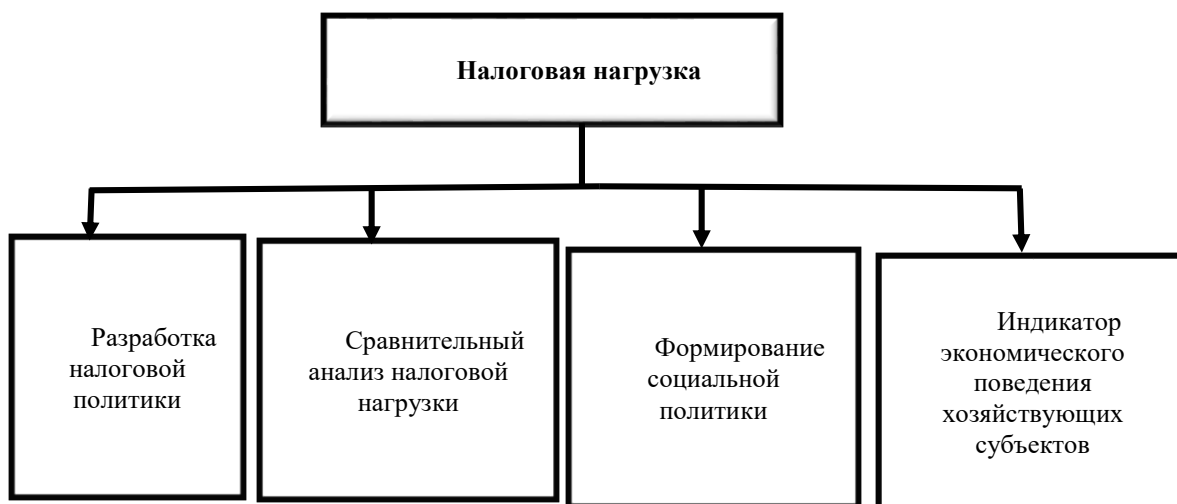 Налоговая нагрузка
Разработка
налоговой
политики
Сравнительный
анализ налоговой
нагрузки
Формирование
социальной
политики
Индикатор
экономического
поведения
хозяйствующих
субъектов